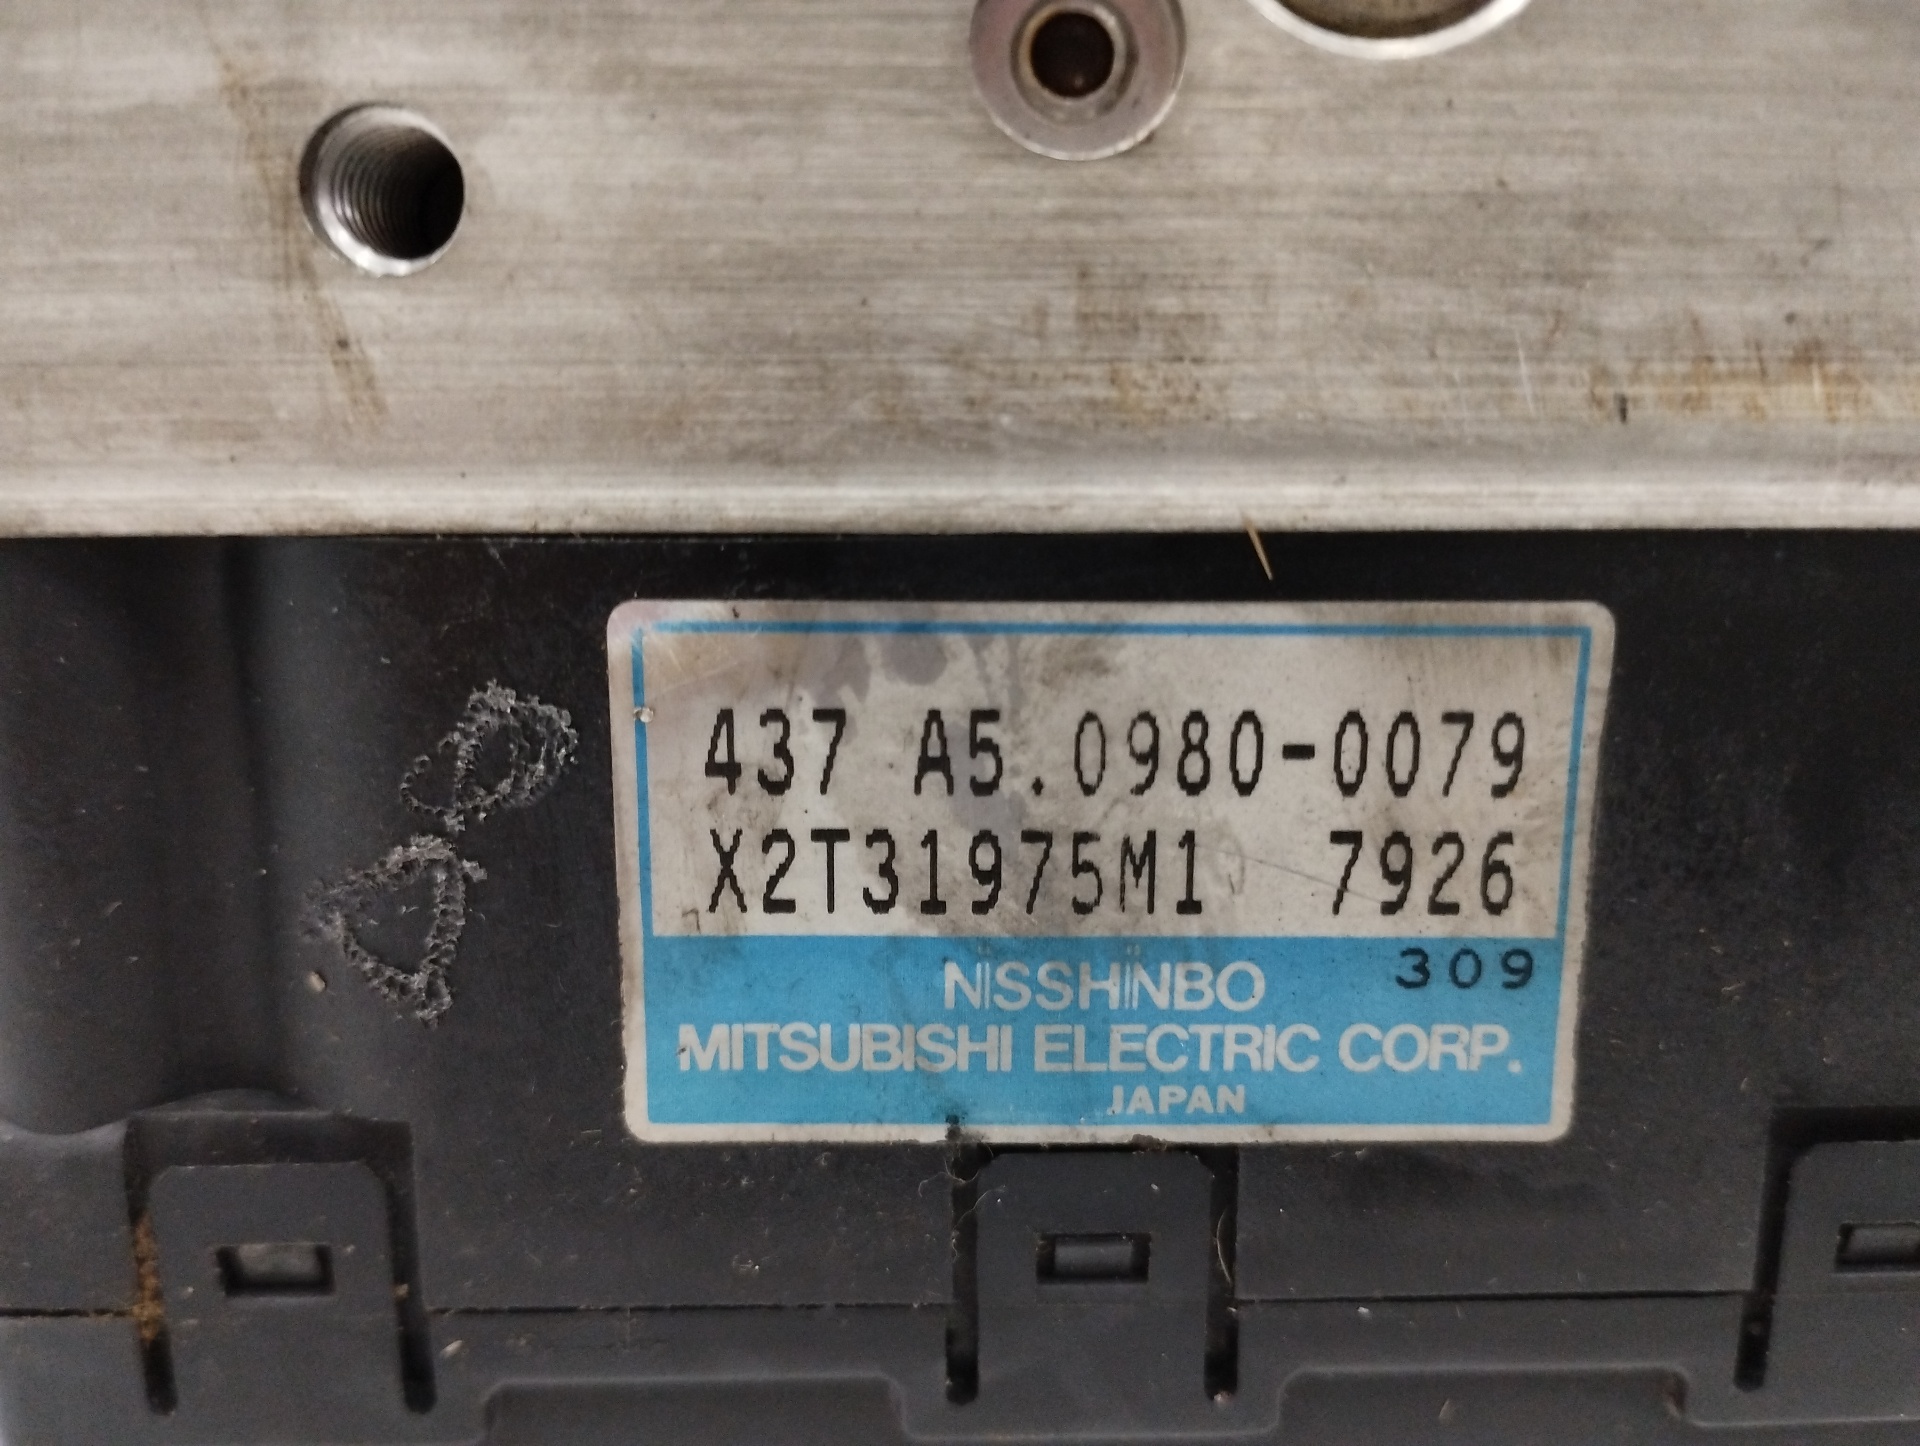 437 A5.0980-0079
X2T31975M1 7926
309
NISSHINBO
MITSUBISHI ELECTRIC CORP.
JAPAN